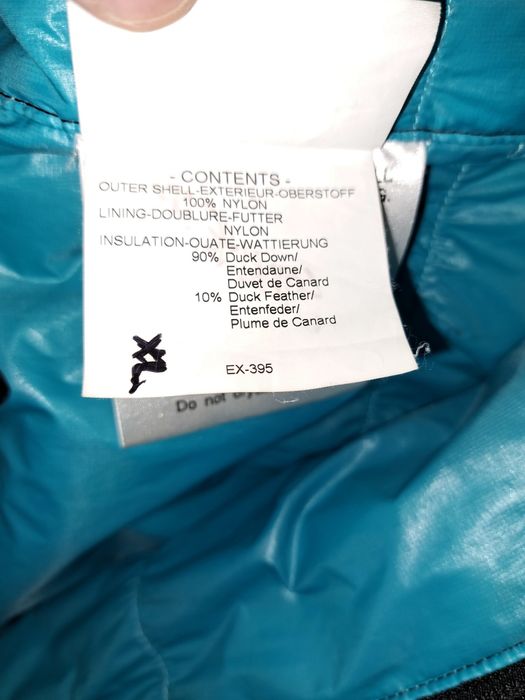 - CONTENTS -
OUTER SHELL-EXTERIEUR-OBERSTOFF
100% NYLON
LINING-DOUBLURE-FUTTER
NYLON
INSULATION-OUATE-WATTIERUNG
90% Duck Down/
Entendaune/
Duvet de Canard
10% Duck Feather/
Entenfeder/
Plume de Canard
EX-395
Do not